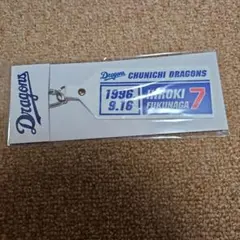 Dragons
Dragons CHUNICHI DRAGONS
1996
9.16
HIROKI
FUKUNAGA
7